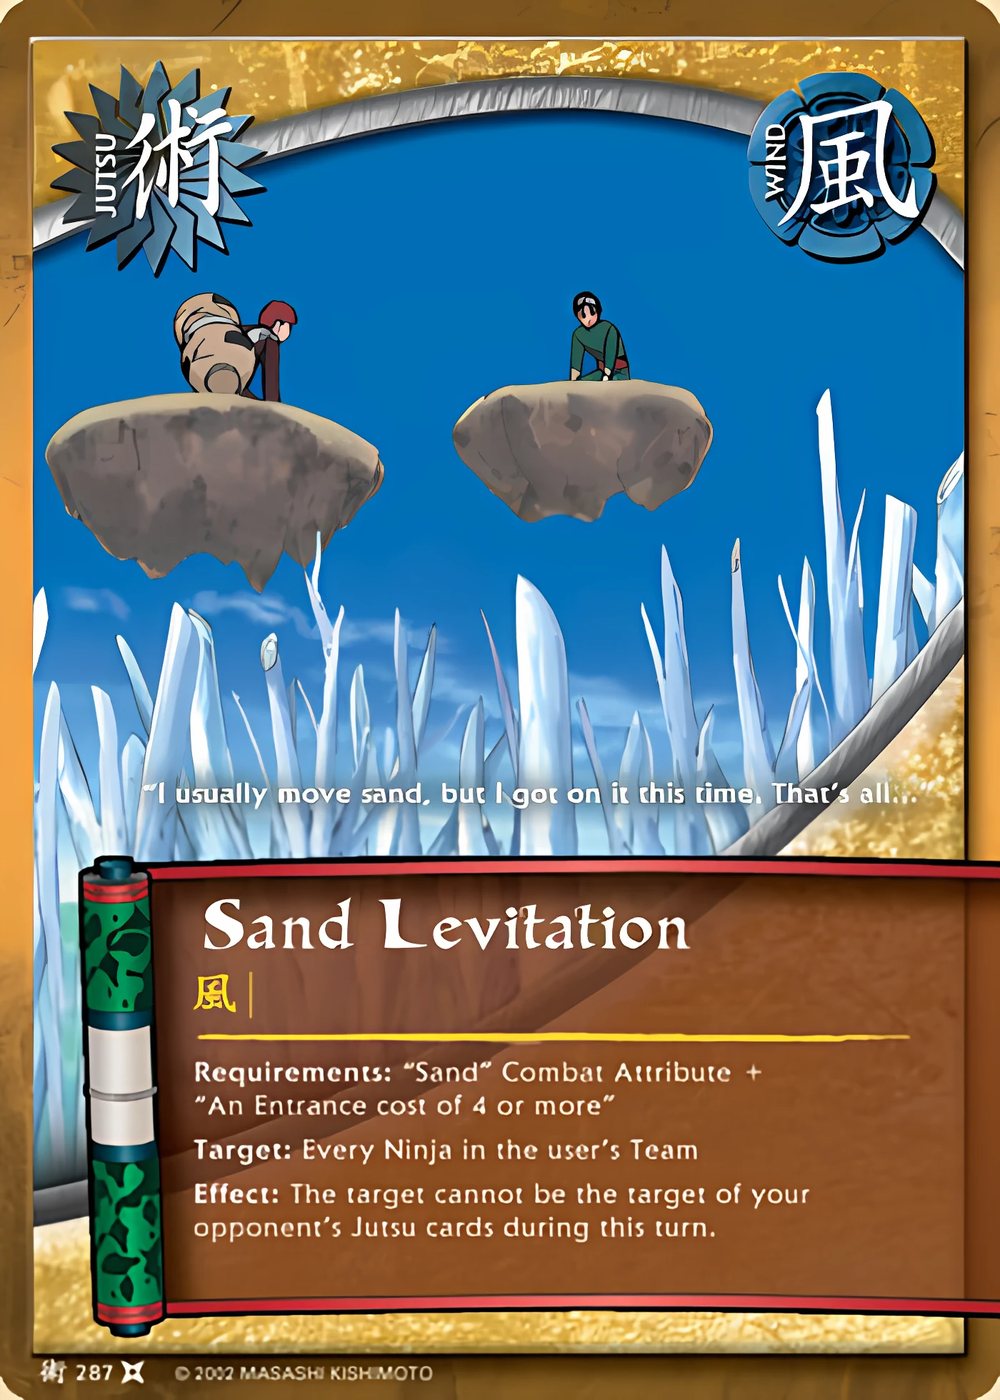 JUTSU 術
WIND 風
"I usually move sand, but I got on it this time. That's all..."
Sand Levitation
風
Requirements: "Sand" Combat Attribute +
"An Entrance cost of 4 or more"
Target: Every Ninja in the user's Team
Effect: The target cannot be the target of your
opponent's Jutsu cards during this turn.
術 287 © 2002 MASASHI KISHIMOTO